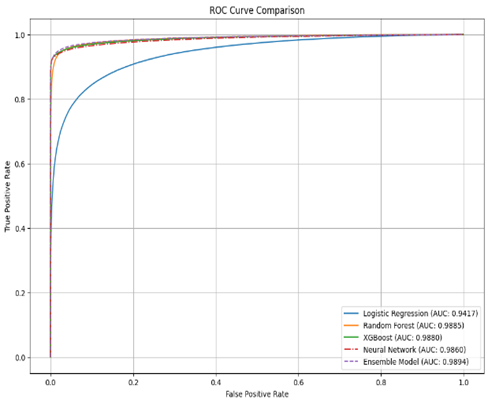 ROC Curve Comparison
1.0
0.8
0.6
0.4
0.2
0.0
True Positive Rate
0.0 0.2 0.4 0.6 0.8 1.0
False Positive Rate
Logistic Regression (AUC: 0.9417)
Random Forest (AUC: 0.9885)
XGBoost (AUC: 0.9880)
Neural Network (AUC: 0.9860)
Ensemble Model (AUC: 0.9894)